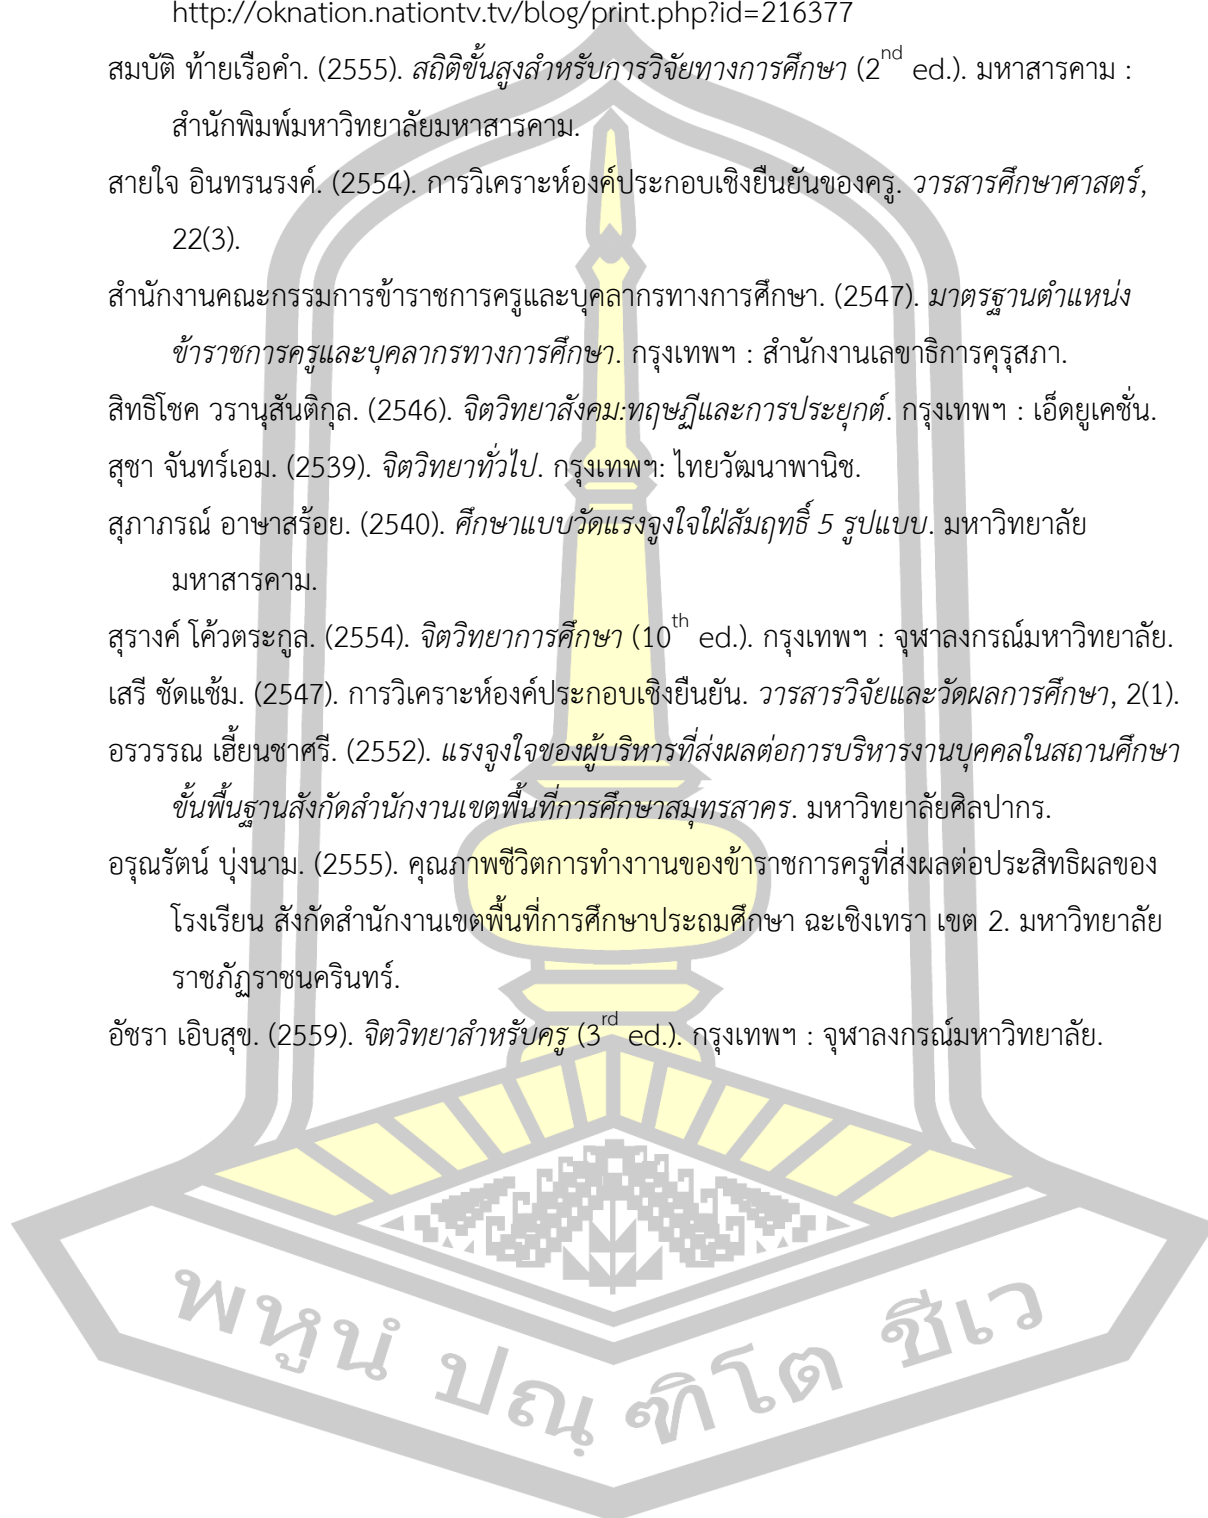 http://oknation.nationtv.tv/blog/print.php?id=216377
สมบัติ ท้ายเรือคำ. (2555). สถิติขั้นสูงสำหรับการวิจัยทางการศึกษา (2nd ed.). มหาสารคาม :
สำนักพิมพ์มหาวิทยาลัยมหาสารคาม.
สายใจ อินทรนรงค์. (2554). การวิเคราะห์องค์ประกอบเชิงยืนยันของครู. วารสารศึกษาศาสตร์,
22(3).
สำนักงานคณะกรรมการข้าราชการครูและบุคลากรทางการศึกษา. (2547). มาตรฐานตำแหน่ง
ข้าราชการครูและบุคลากรทางการศึกษา. กรุงเทพฯ : สำนักงานเลขาธิการคุรุสภา.
สิทธิโชค วรานุสันติกุล. (2546). จิตวิทยาสังคม:ทฤษฏีและการประยุกต์. กรุงเทพฯ : เอ็ดยูเคชั่น.
สุชา จันทร์เอม. (2539). จิตวิทยาทั่วไป. กรุงเทพฯ: ไทยวัฒนาพานิช.
สุภาภรณ์ อาษาสร้อย. (2540). ศึกษาแบบวัดแรงจูงใจใฝ่สัมฤทธิ์ 5 รูปแบบ. มหาวิทยาลัย
มหาสารคาม.
สุรางค์ โค้วตระกูล. (2554). จิตวิทยาการศึกษา (10th ed.). กรุงเทพฯ : จุฬาลงกรณ์มหาวิทยาลัย.
เสรี ชัดแช้ม. (2547). การวิเคราะห์องค์ประกอบเชิงยืนยัน. วารสารวิจัยและวัดผลการศึกษา, 2(1).
อรวรรณ เฮี้ยนชาศรี. (2552). แรงจูงใจของผู้บริหารที่ส่งผลต่อการบริหารงานบุคคลในสถานศึกษา
ขั้นพื้นฐานสังกัดสำนักงานเขตพื้นที่การศึกษาสมุทรสาคร. มหาวิทยาลัยศิลปากร.
อรุณรัตน์ บุ่งนาม. (2555). คุณภาพชีวิตการทำงาานของข้าราชการครูที่ส่งผลต่อประสิทธิผลของ
โรงเรียน สังกัดสำนักงานเขตพื้นที่การศึกษาประถมศึกษา ฉะเชิงเทรา เขต 2. มหาวิทยาลัย
ราชภัฏราชนครินทร์.
อัชรา เอิบสุข. (2559). จิตวิทยาสำหรับครู (3rd ed.). กรุงเทพฯ : จุฬาลงกรณ์มหาวิทยาลัย.
พหูนํ ปณฺฑิโต ชีเว